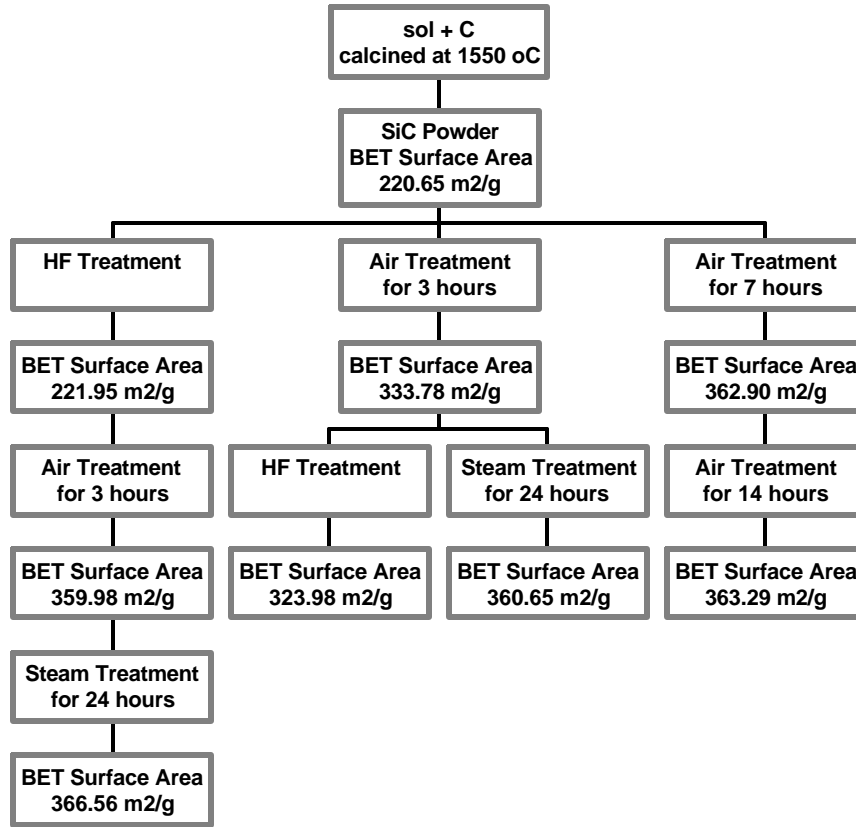 sol + C
calcined at 1550 oC
SiC Powder
BET Surface Area
220.65 m2/g
HF Treatment
Air Treatment
for 3 hours
Air Treatment
for 7 hours
BET Surface Area
221.95 m2/g
BET Surface Area
333.78 m2/g
BET Surface Area
362.90 m2/g
Air Treatment
for 3 hours
HF Treatment
Steam Treatment
for 24 hours
Air Treatment
for 14 hours
BET Surface Area
359.98 m2/g
BET Surface Area
323.98 m2/g
BET Surface Area
360.65 m2/g
BET Surface Area
363.29 m2/g
Steam Treatment
for 24 hours
BET Surface Area
366.56 m2/g